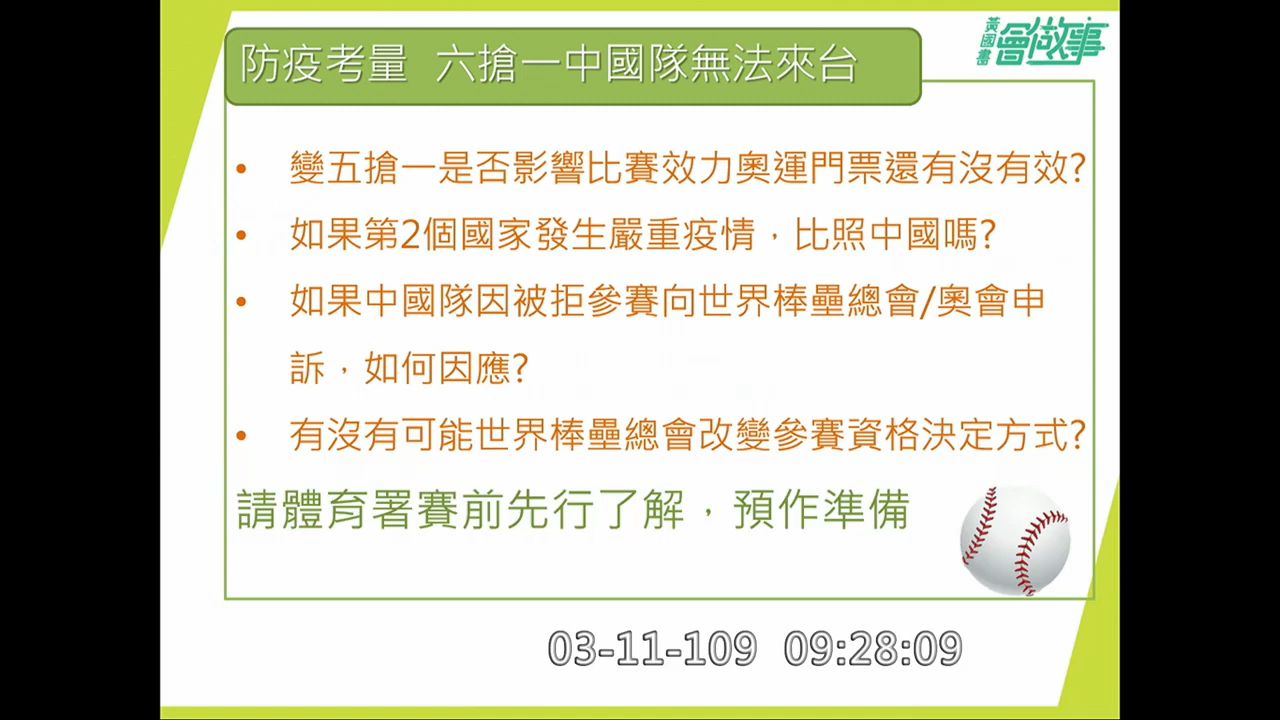 防疫考量 六搶一中國隊無法來台
黃國書
會做事
• 變五搶一是否影響比賽效力奧運門票還有沒有效?
• 如果第2個國家發生嚴重疫情，比照中國嗎?
• 如果中國隊因被拒參賽向世界棒壘總會/奧會申
訴，如何因應?
• 有沒有可能世界棒壘總會改變參賽資格決定方式?
請體育署賽前先行了解，預作準備
03-11-109 09:28:09